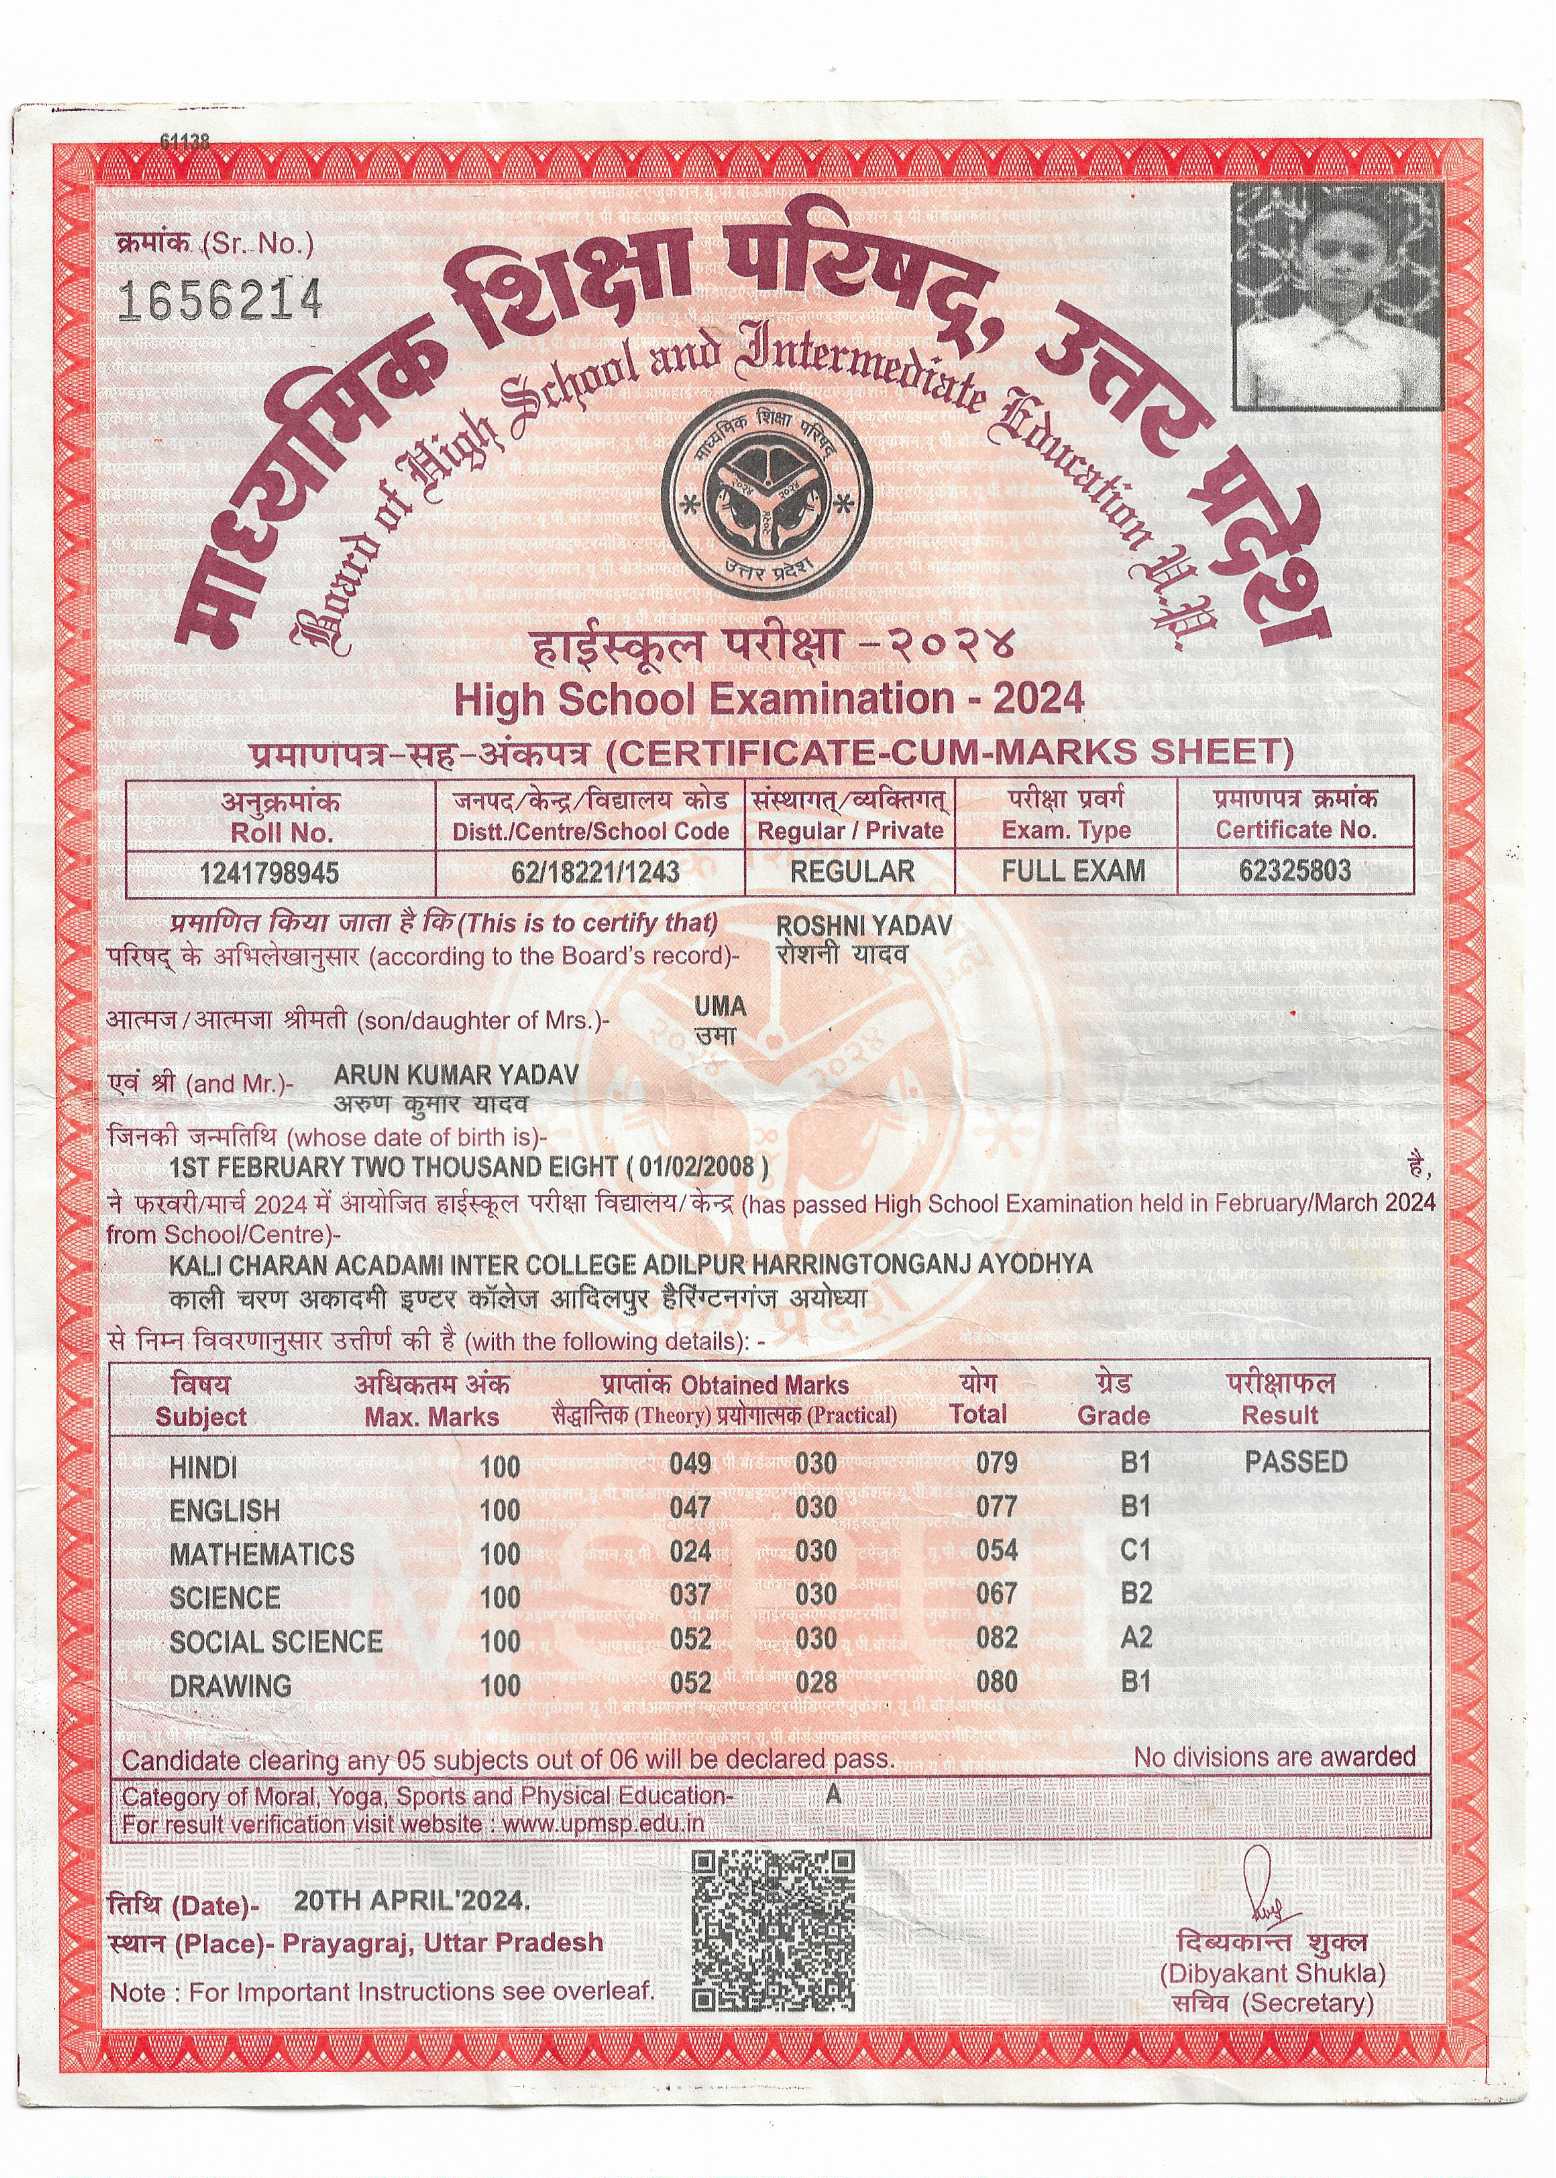 61138
क्रमांक (Sr. No.)
1656214
माध्यमिक शिक्षा परिषद्, उत्तर प्रदेश
Board of High School and Intermediate Education U.P.
माध्यमिक शिक्षा परिषद्
उत्तर प्रदेश
हाईस्कूल परीक्षा -२०२४
High School Examination - 2024
प्रमाणपत्र-सह-अंकपत्र (CERTIFICATE-CUM-MARKS SHEET)
अनुक्रमांक जनपद/केन्द्र/विद्यालय कोड संस्थागत्/व्यक्तिगत् परीक्षा प्रवर्ग प्रमाणपत्र क्रमांक
Roll No. Distt./Centre/School Code Regular / Private Exam. Type Certificate No.
1241798945 62/18221/1243 REGULAR FULL EXAM 62325803
प्रमाणित किया जाता है कि (This is to certify that) ROSHNI YADAV
परिषद् के अभिलेखानुसार (according to the Board's record)- रोशनी यादव
UMA
आत्मज/आत्मजा श्रीमती (son/daughter of Mrs.)-
उमा
एवं श्री (and Mr.)- ARUN KUMAR YADAV
अरुण कुमार यादव
जिनकी जन्मतिथि (whose date of birth is)-
1ST FEBRUARY TWO THOUSAND EIGHT ( 01/02/2008 ) है,
ने फरवरी/मार्च 2024 में आयोजित हाईस्कूल परीक्षा विद्यालय/केन्द्र (has passed High School Examination held in February/March 2024
from School/Centre)-
KALI CHARAN ACADAMI INTER COLLEGE ADILPUR HARRINGTONGANJ AYODHYA
काली चरण अकादमी इण्टर कॉलेज आदिलपुर हैरिंग्टनगंज अयोध्या
से निम्न विवरणानुसार उत्तीर्ण की है (with the following details): -
विषय अधिकतम अंक प्राप्तांक Obtained Marks योग ग्रेड परीक्षाफल
Subject Max. Marks सैद्धान्तिक (Theory) प्रयोगात्मक (Practical) Total Grade Result
HINDI 100 049 030 079 B1 PASSED
ENGLISH 100 047 030 077 B1
MATHEMATICS 100 024 030 054 C1
SCIENCE 100 037 030 067 B2
SOCIAL SCIENCE 100 052 030 082 A2
DRAWING 100 052 028 080 B1
Candidate clearing any 05 subjects out of 06 will be declared pass. No divisions are awarded
Category of Moral, Yoga, Sports and Physical Education- A
For result verification visit website : www.upmsp.edu.in
तिथि (Date)- 20TH APRIL'2024.
स्थान (Place)- Prayagraj, Uttar Pradesh
Note : For Important Instructions see overleaf.
दिब्यकान्त शुक्ल
(Dibyakant Shukla)
सचिव (Secretary)